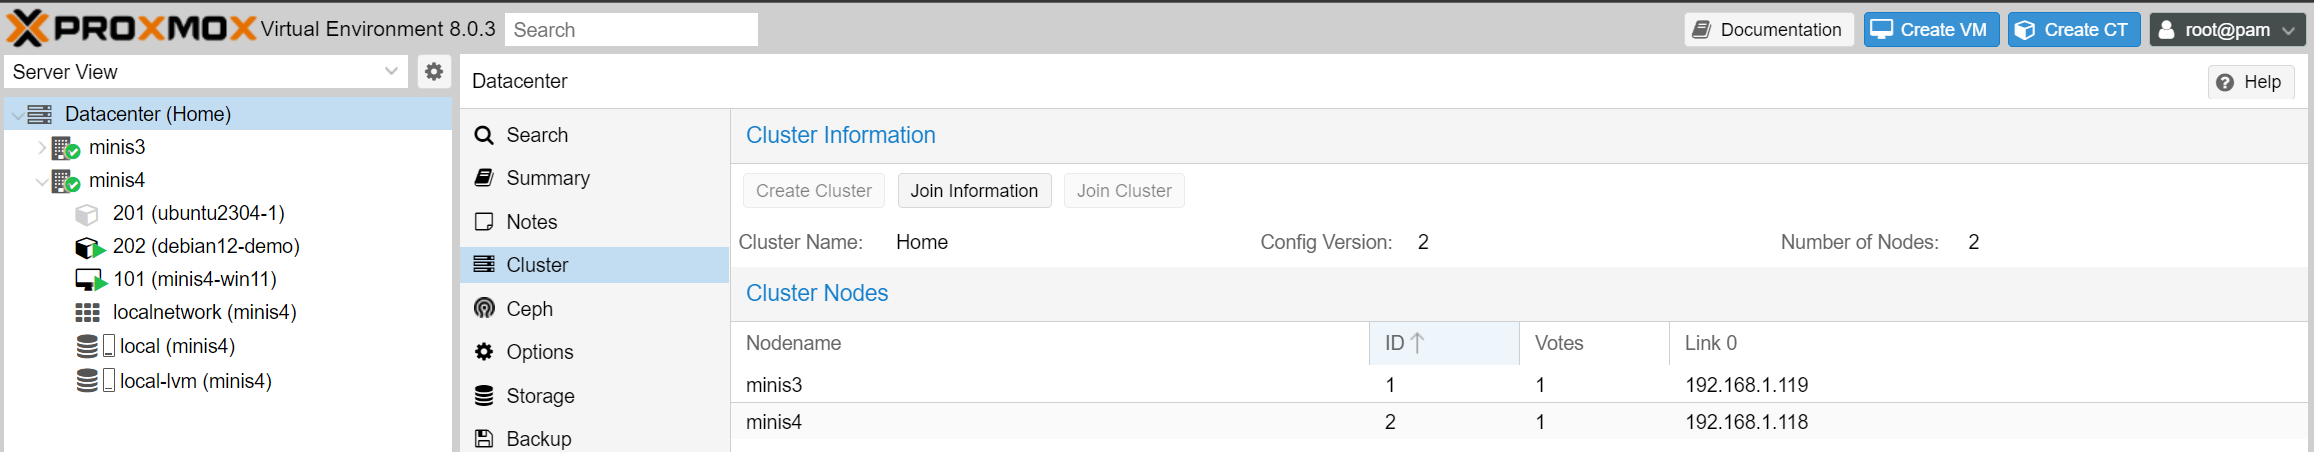 PROXMOX Virtual Environment 8.0.3 Search Documentation Create VM Create CT root@pam
Server View
Datacenter Help
Datacenter (Home)
minis3
minis4
201 (ubuntu2304-1)
202 (debian12-demo)
101 (minis4-win11)
localnetwork (minis4)
local (minis4)
local-lvm (minis4)
Search
Summary
Notes
Cluster
Ceph
Options
Storage
Backup
Cluster Information
Create Cluster Join Information Join Cluster
Cluster Name: Home Config Version: 2 Number of Nodes: 2
Cluster Nodes
Nodename ID Votes Link 0
minis3 1 1 192.168.1.119
minis4 2 1 192.168.1.118